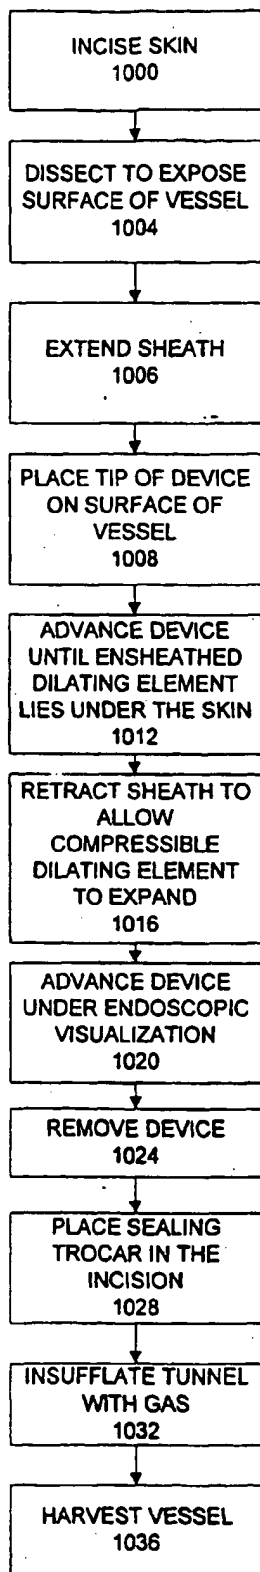 INCISE SKIN
1000
DISSECT TO EXPOSE
SURFACE OF VESSEL
1004
EXTEND SHEATH
1006
PLACE TIP OF DEVICE
ON SURFACE OF
VESSEL
1008
ADVANCE DEVICE
UNTIL ENSHEATHED
DILATING ELEMENT
LIES UNDER THE SKIN
1012
RETRACT SHEATH TO
ALLOW
COMPRESSIBLE
DILATING ELEMENT
TO EXPAND
1016
ADVANCE DEVICE
UNDER ENDOSCOPIC
VISUALIZATION
1020
REMOVE DEVICE
1024
PLACE SEALING
TROCAR IN THE
INCISION
1028
INSUFFLATE TUNNEL
WITH GAS
1032
HARVEST VESSEL
1036